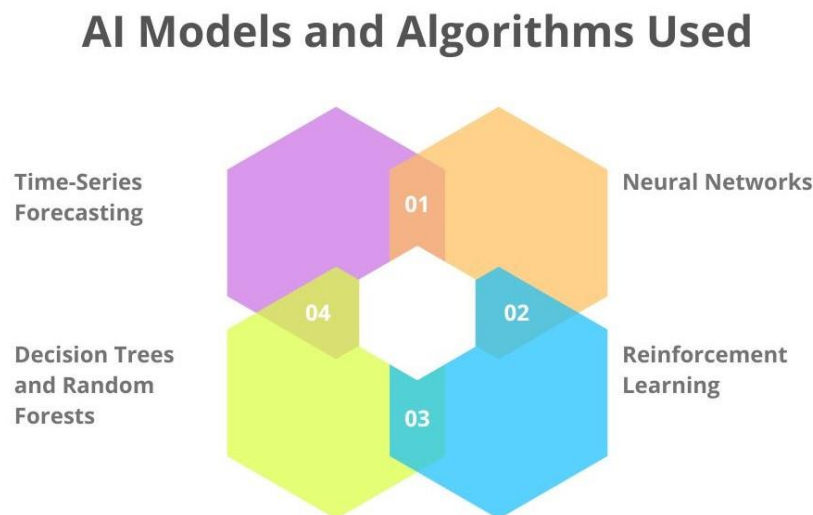 AI Models and Algorithms Used
Time-Series
Forecasting
01
Neural Networks
04
02
Decision Trees
and Random
Forests
03
Reinforcement
Learning